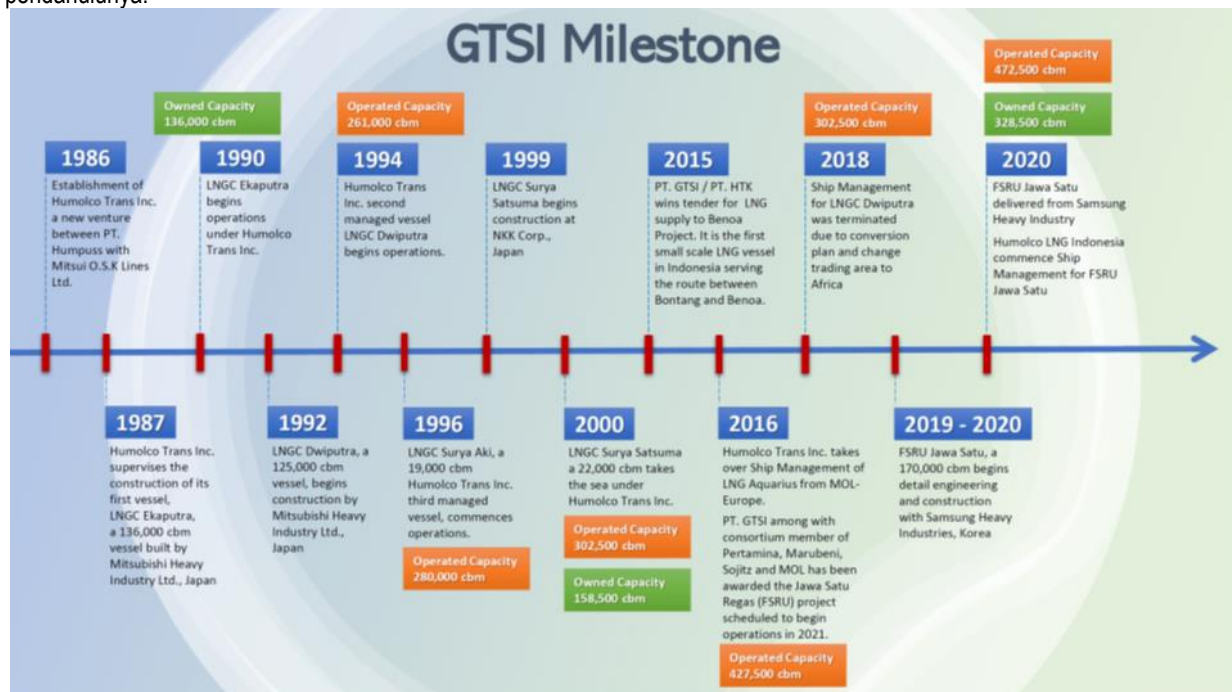 pendahulunya.
GTSI Milestone
Owned Capacity
136,000 cbm
Operated Capacity
261,000 cbm
Operated Capacity
302,500 cbm
Operated Capacity
472,500 cbm
Owned Capacity
328,500 cbm
1986
Establishment of
Humolco Trans Inc.
a new venture
between PT.
Humpuss with
Mitsui O.S.K Lines
Ltd.
1990
LNGC Ekaputra
begins
operations
under Humolco
Trans Inc.
1994
Humolco Trans
Inc. second
managed vessel
LNGC Dwiputra
begins operations.
1999
LNGC Surya
Satsuma begins
construction at
NKK Corp.,
Japan
2015
PT. GTSI / PT. HTK
wins tender for LNG
supply to Benoa
Project. It is the first
small scale LNG vessel
in Indonesia serving
the route between
Bontang and Benoa.
2018
Ship Management
for LNGC Dwiputra
was terminated
due to conversion
plan and change
trading area to
Africa
2020
FSRU Jawa Satu
delivered from Samsung
Heavy Industry
Humolco LNG Indonesia
commence Ship
Management for FSRU
Jawa Satu
1987
Humolco Trans Inc.
supervises the
construction of its
first vessel,
LNGC Ekaputra,
a 136,000 cbm
vessel built by
Mitsubishi Heavy
Industry Ltd., Japan
1992
LNGC Dwiputra, a
125,000 cbm
vessel, begins
construction by
Mitsubishi Heavy
Industry Ltd.,
Japan
1996
LNGC Surya Aki, a
19,000 cbm
Humolco Trans Inc.
third managed
vessel, commences
operations.
Operated Capacity
280,000 cbm
2000
LNGC Surya Satsuma
a 22,000 cbm takes
the sea under
Humolco Trans Inc.
Operated Capacity
302,500 cbm
Owned Capacity
158,500 cbm
2016
Humolco Trans Inc. takes
over Ship Management of
LNG Aquarius from MOL-
Europe.
PT. GTSI among with
consortium member of
Pertamina, Marubeni,
Sojitz and MOL has been
awarded the Jawa Satu
Regas (FSRU) project
scheduled to begin
operations in 2021.
Operated Capacity
427,500 cbm
2019 - 2020
FSRU Jawa Satu, a
170,000 cbm begins
detail engineering
and construction
with Samsung Heavy
Industries, Korea